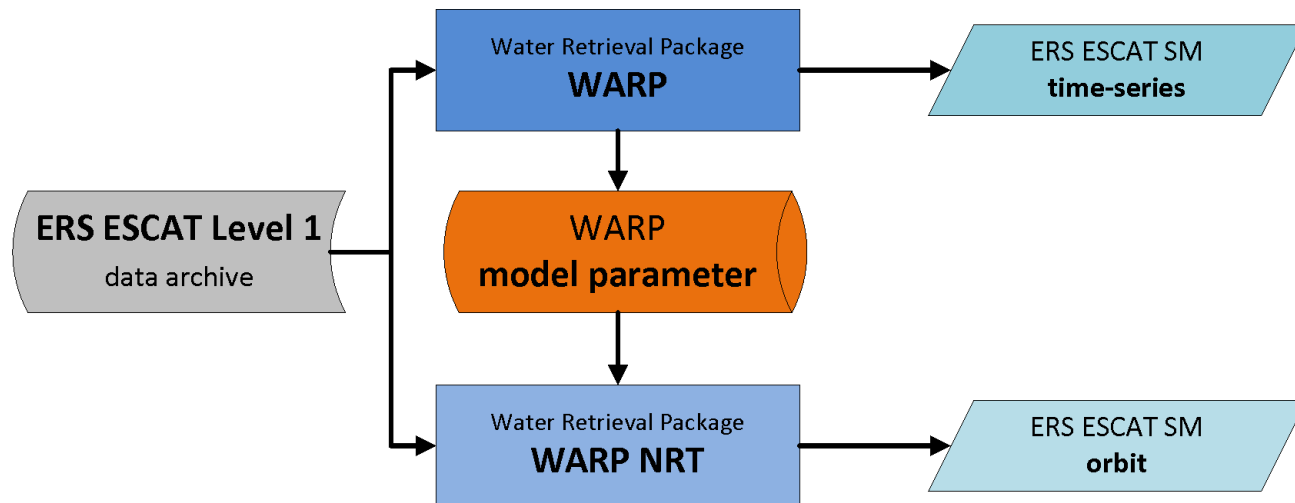 Water Retrieval Package
WARP
ERS ESCAT SM
time-series
ERS ESCAT Level 1
data archive
WARP
model parameter
Water Retrieval Package
WARP NRT
ERS ESCAT SM
orbit